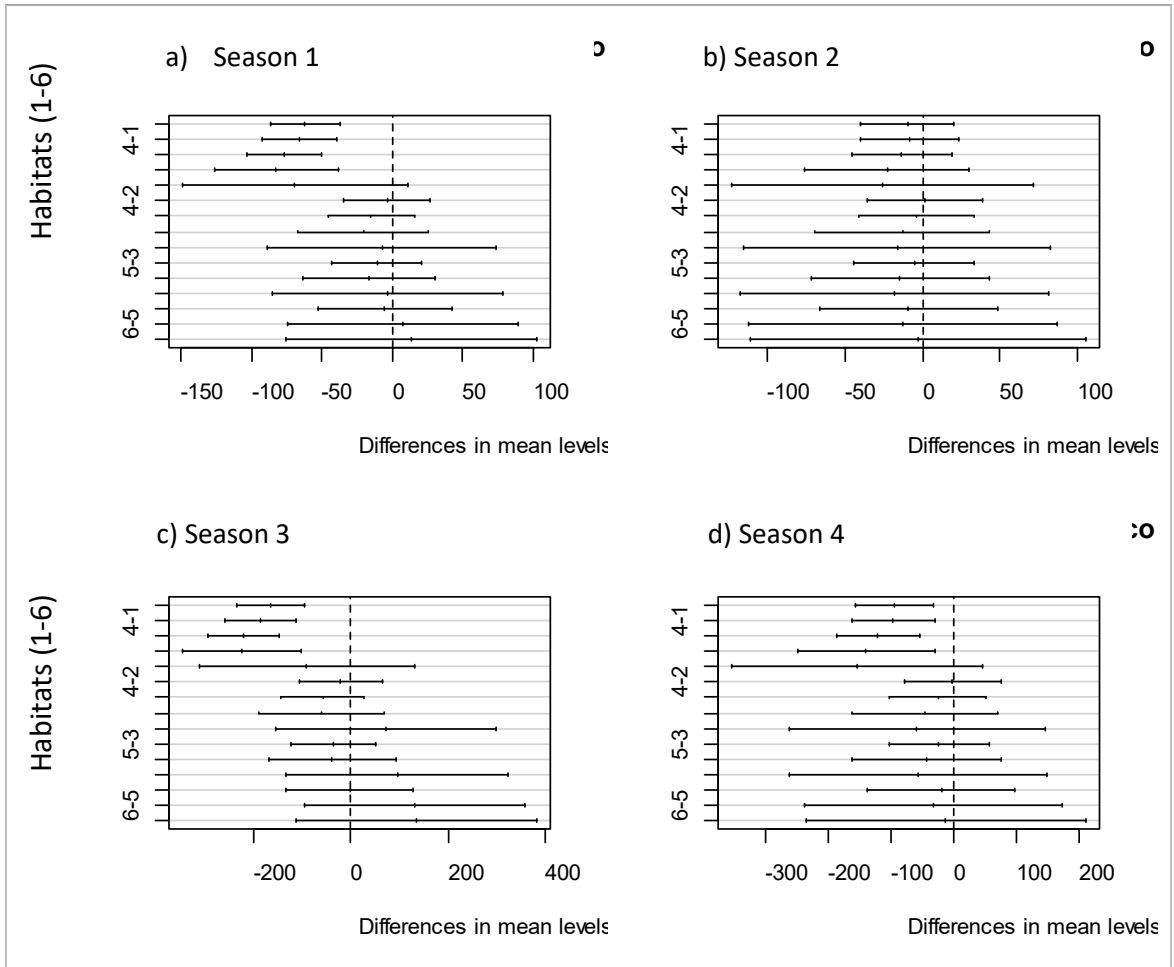 a) Season 1
b) Season 2
o
o
Habitats (1-6)
4-1
4-2
5-3
6-5
4-1
4-2
5-3
6-5
-150 -100 -50 0 50 100
-100 -50 0 50 100
Differences in mean levels
Differences in mean levels
c) Season 3
d) Season 4
co
Habitats (1-6)
4-1
4-2
5-3
6-5
4-1
4-2
5-3
6-5
-200 0 200 400
-300 -200 -100 0 100 200
Differences in mean levels
Differences in mean levels